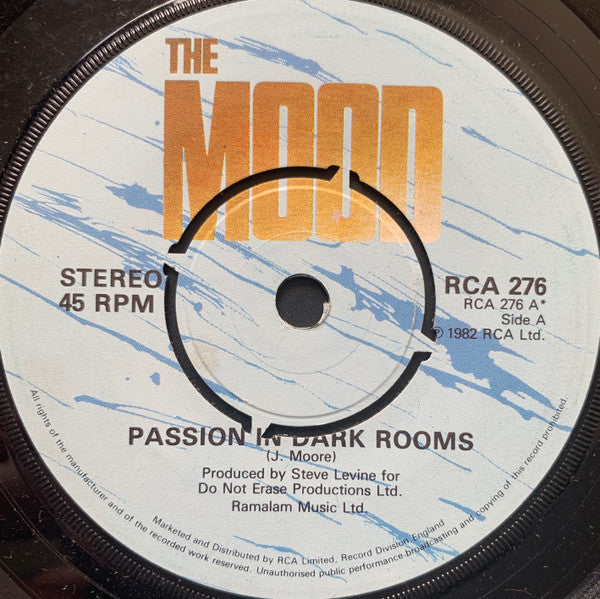 THE
MOOD
STEREO
45 RPM
RCA 276
RCA 276 A*
Side A
℗ 1982 RCA Ltd.
PASSION IN DARK ROOMS
(J. Moore)
Produced by Steve Levine for
Do Not Erase Productions Ltd.
Ramalam Music Ltd.
All rights of the manufacturer and of the recorded work reserved. Unauthorised public performance, broadcasting and copying of this record prohibited.
Marketed and Distributed by RCA Limited, Record Division, England